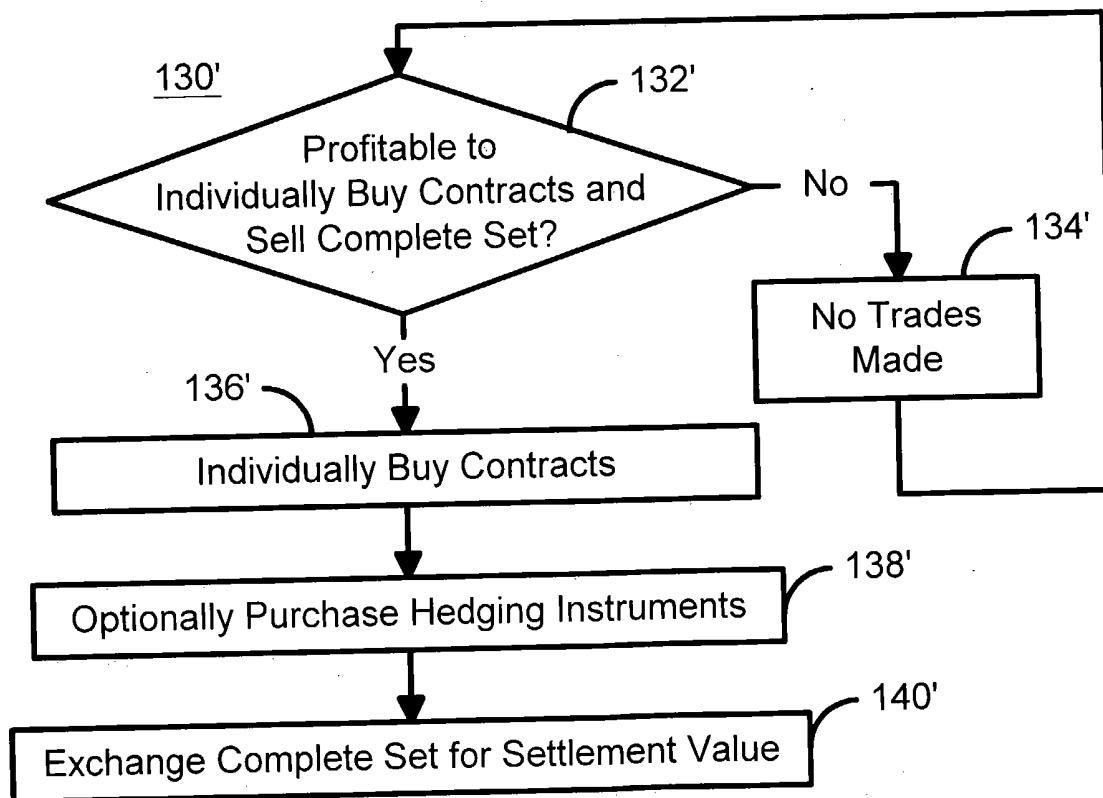 130'
132'
Profitable to
Individually Buy Contracts and
Sell Complete Set?
No
134'
No Trades
Made
Yes
136'
Individually Buy Contracts
138'
Optionally Purchase Hedging Instruments
140'
Exchange Complete Set for Settlement Value